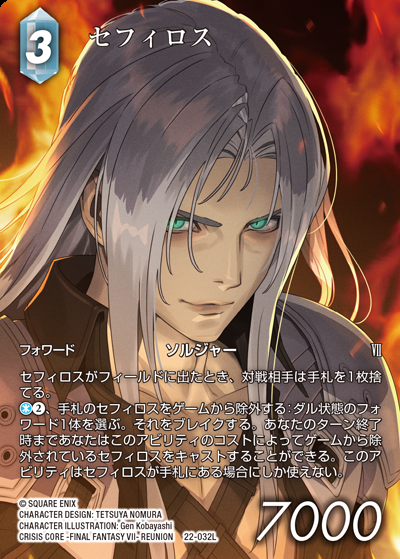 3
セフィロス
フォワード ソルジャー VII
セフィロスがフィールドに出たとき、対戦相手は手札を1枚捨
てる。
❷、手札のセフィロスをゲームから除外する:ダル状態のフォ
ワード1体を選ぶ。それをブレイクする。あなたのターン終了
時まであなたはこのアビリティのコストによってゲームから除
外されているセフィロスをキャストすることができる。このア
ビリティはセフィロスが手札にある場合にしか使えない。
© SQUARE ENIX
CHARACTER DESIGN: TETSUYA NOMURA
CHARACTER ILLUSTRATION: Gen Kobayashi
CRISIS CORE -FINAL FANTASY VII- REUNION 22-032L
7000